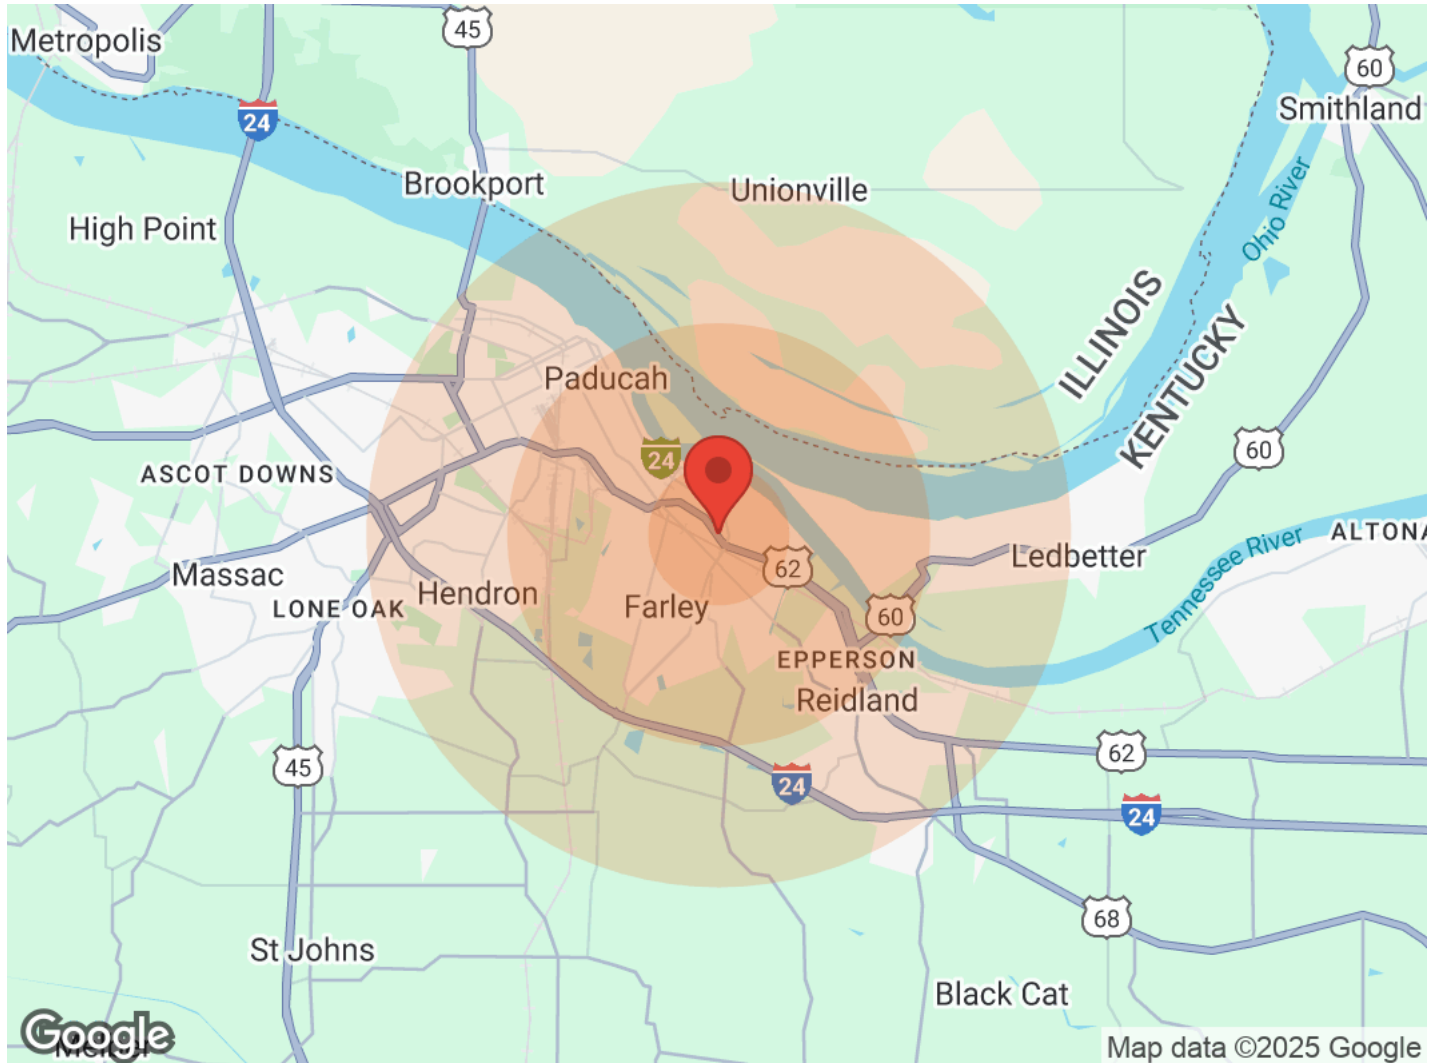 Metropolis
45
60
Smithland
24
Brookport
Unionville
High Point
Ohio River
ILLINOIS
KENTUCKY
Paducah
24
60
ASCOT DOWNS
Tennessee River
ALTONA
Ledbetter
Massac
62
Hendron
LONE OAK
Farley
60
EPPERSON
Reidland
45
62
24
24
68
St Johns
Black Cat
Google
Map data ©2025 Google